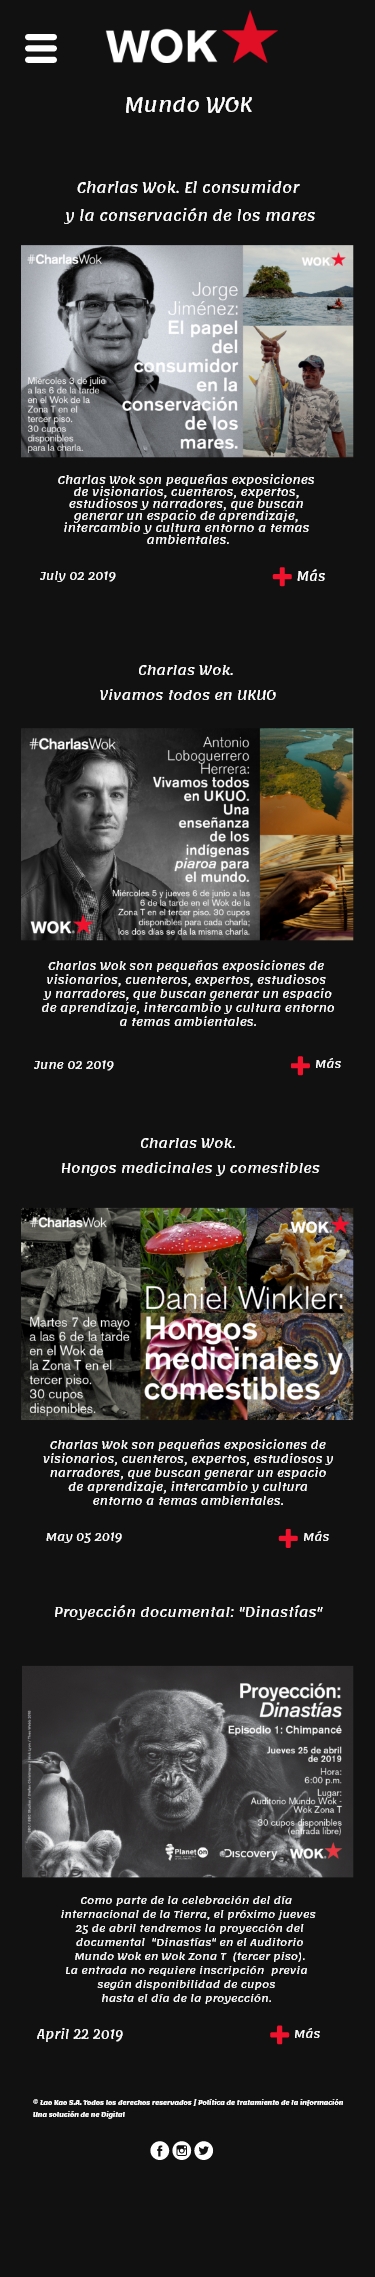 WOK
Mundo WOK
Charlas Wok. El consumidor
y la conservación de los mares
#CharlasWok
WOK
Jorge
Jiménez:
El papel
del
consumidor
en la
conservación
de los
mares.
Miércoles 3 de julio
a las 6 de la tarde
en el Wok de la
Zona T en el
tercer piso.
30 cupos
disponibles
para la charla.
Charlas Wok son pequeñas exposiciones
de visionarios, cuenteros, expertos,
estudiosos y narradores, que buscan
generar un espacio de aprendizaje,
intercambio y cultura entorno a temas
ambientales.
July 02 2019
Más
Charlas Wok.
Vivamos todos en UKUO
#CharlasWok
Antonio
Loboguerrero
Herrera:
Vivamos todos
en UKUO.
Una
enseñanza
de los
indígenas
piaroa para
el mundo.
Miércoles 5 y jueves 6 de junio a las
6 de la tarde en el Wok de la
Zona T en el tercer piso. 30 cupos
disponibles para cada charla;
los dos días se da la misma charla.
WOK
Charlas Wok son pequeñas exposiciones de
visionarios, cuenteros, expertos, estudiosos
y narradores, que buscan generar un espacio
de aprendizaje, intercambio y cultura entorno
a temas ambientales.
June 02 2019
Más
Charlas Wok.
Hongos medicinales y comestibles
#CharlasWok
WOK
Daniel Winkler:
Hongos
medicinales y
comestibles
Martes 7 de mayo
a las 6 de la tarde
en el Wok de
la Zona T en el
tercer piso.
30 cupos
disponibles.
Charlas Wok son pequeñas exposiciones de
visionarios, cuenteros, expertos, estudiosos y
narradores, que buscan generar un espacio
de aprendizaje, intercambio y cultura
entorno a temas ambientales.
May 05 2019
Más
Proyección documental: "Dinastías"
Proyección:
Dinastías
Episodio 1: Chimpancé
Jueves 25 de abril
de 2019
Hora:
6:00 p.m.
Lugar:
Auditorio Mundo Wok -
Wok Zona T
30 cupos disponibles
(entrada libre)
Planet on
Discovery
WOK
Como parte de la celebración del día
internacional de la Tierra, el próximo jueves
25 de abril tendremos la proyección del
documental "Dinastías" en el Auditorio
Mundo Wok en Wok Zona T (tercer piso).
La entrada no requiere inscripción previa
según disponibilidad de cupos
hasta el día de la proyección.
April 22 2019
Más
© Lao Kao S.A. Todos los derechos reservados | Política de tratamiento de la información
Una solución de ne Digital